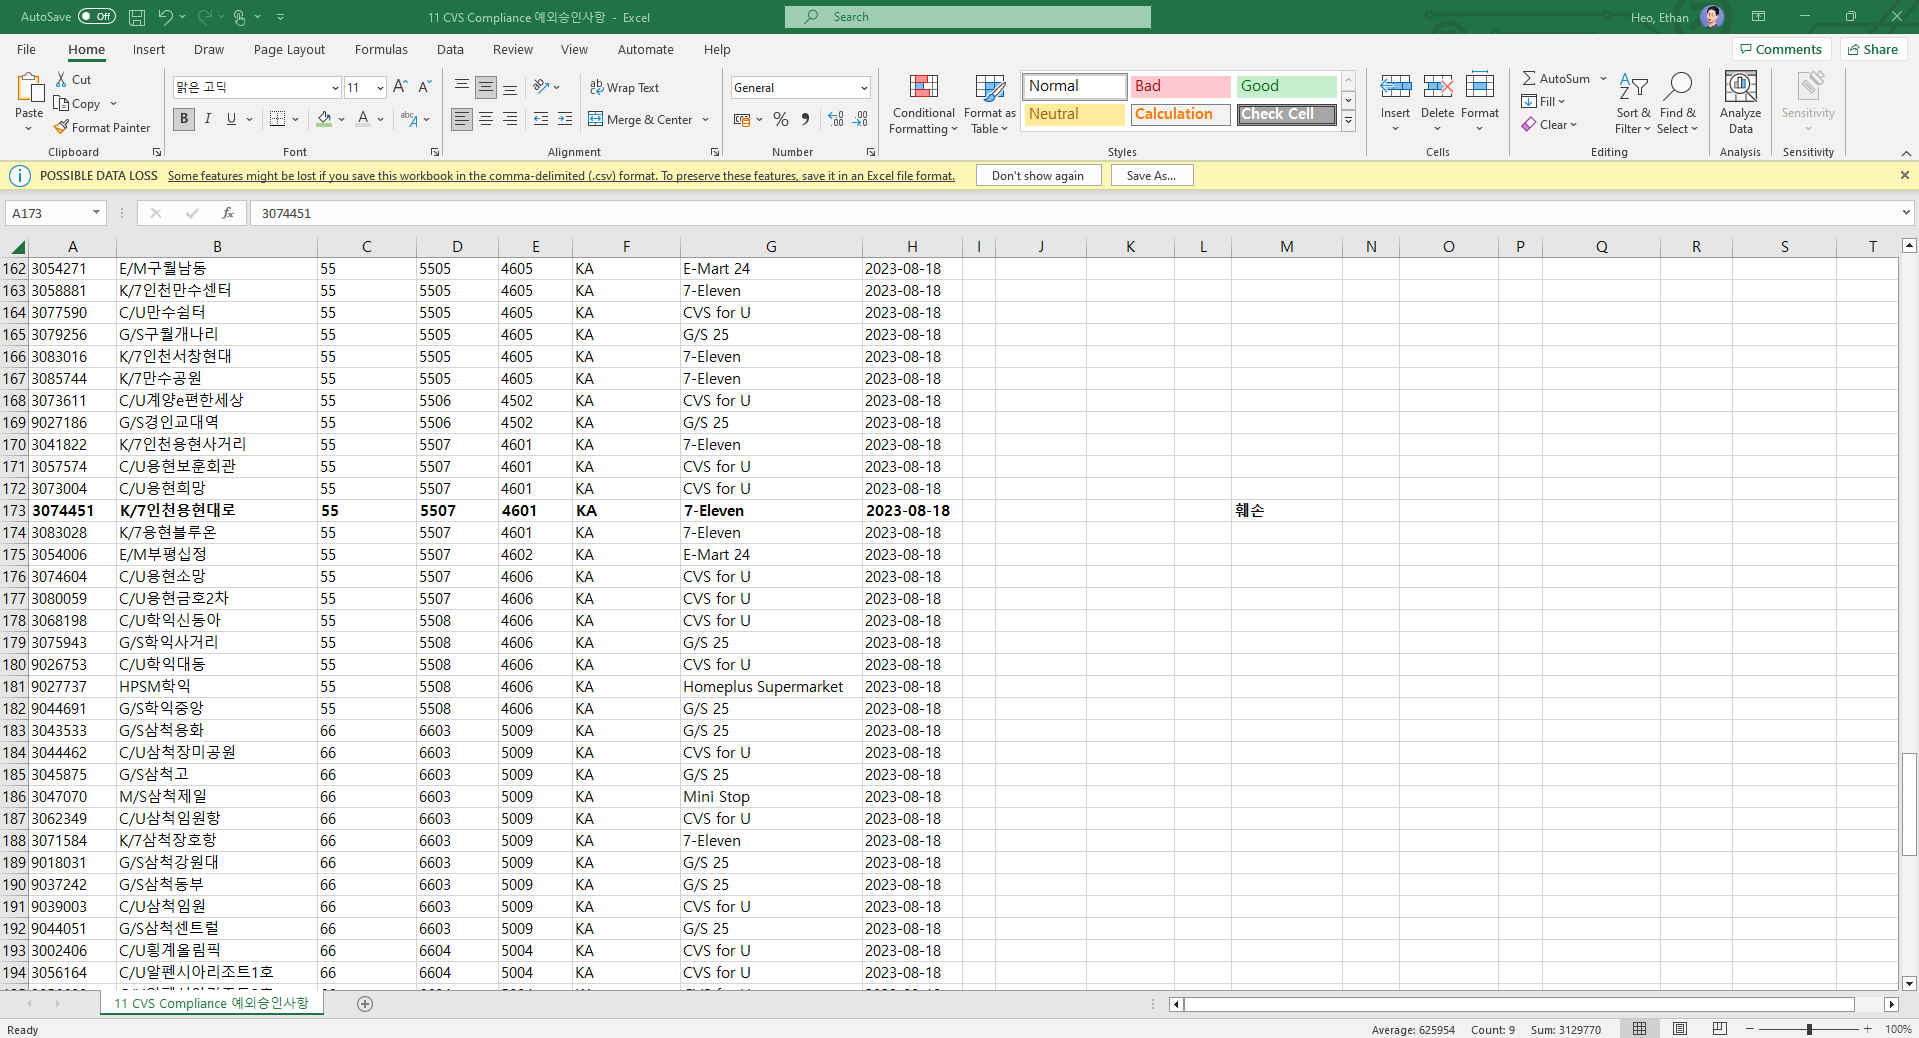 AutoSave Off 11 CVS Compliance 예외승인사항 - Excel Search Heo, Ethan
File Home Insert Draw Page Layout Formulas Data Review View Automate Help Comments Share
Paste Cut Copy Format Painter Clipboard
맑은 고딕 11 B I U Font
Wrap Text Merge & Center Alignment
General Number
Conditional Formatting Format as Table
Normal Bad Good
Neutral Calculation Check Cell
Styles
Insert Delete Format Cells
AutoSum Fill Clear Sort & Filter Find & Select Editing
Analyze Data Analysis
Sensitivity Sensitivity
POSSIBLE DATA LOSS Some features might be lost if you save this workbook in the comma-delimited (.csv) format. To preserve these features, save it in an Excel file format. Don't show again Save As...
A173 fx 3074451
A B C D E F G H I J K L M N O P Q R S T
162 3054271 E/M구월남동 55 5505 4605 KA E-Mart 24 2023-08-18
163 3058881 K/7인천만수센터 55 5505 4605 KA 7-Eleven 2023-08-18
164 3077590 C/U만수쉼터 55 5505 4605 KA CVS for U 2023-08-18
165 3079256 G/S구월개나리 55 5505 4605 KA G/S 25 2023-08-18
166 3083016 K/7인천서창현대 55 5505 4605 KA 7-Eleven 2023-08-18
167 3085744 K/7만수공원 55 5505 4605 KA 7-Eleven 2023-08-18
168 3073611 C/U계양e편한세상 55 5506 4502 KA CVS for U 2023-08-18
169 9027186 G/S경인교대역 55 5506 4502 KA G/S 25 2023-08-18
170 3041822 K/7인천용현사거리 55 5507 4601 KA 7-Eleven 2023-08-18
171 3057574 C/U용현보훈회관 55 5507 4601 KA CVS for U 2023-08-18
172 3073004 C/U용현희망 55 5507 4601 KA CVS for U 2023-08-18
173 3074451 K/7인천용현대로 55 5507 4601 KA 7-Eleven 2023-08-18 훼손
174 3083028 K/7용현블루온 55 5507 4601 KA 7-Eleven 2023-08-18
175 3054006 E/M부평십정 55 5507 4602 KA E-Mart 24 2023-08-18
176 3074604 C/U용현소망 55 5507 4606 KA CVS for U 2023-08-18
177 3080059 C/U용현금호2차 55 5507 4606 KA CVS for U 2023-08-18
178 3068198 C/U학익신동아 55 5508 4606 KA CVS for U 2023-08-18
179 3075943 G/S학익사거리 55 5508 4606 KA G/S 25 2023-08-18
180 9026753 C/U학익대동 55 5508 4606 KA CVS for U 2023-08-18
181 9027737 HPSM학익 55 5508 4606 KA Homeplus Supermarket 2023-08-18
182 9044691 G/S학익중앙 55 5508 4606 KA G/S 25 2023-08-18
183 3043533 G/S삼척용화 66 6603 5009 KA G/S 25 2023-08-18
184 3044462 C/U삼척장미공원 66 6603 5009 KA CVS for U 2023-08-18
185 3045875 G/S삼척고 66 6603 5009 KA G/S 25 2023-08-18
186 3047070 M/S삼척제일 66 6603 5009 KA Mini Stop 2023-08-18
187 3062349 C/U삼척임원항 66 6603 5009 KA CVS for U 2023-08-18
188 3071584 K/7삼척장호항 66 6603 5009 KA 7-Eleven 2023-08-18
189 9018031 G/S삼척강원대 66 6603 5009 KA G/S 25 2023-08-18
190 9037242 G/S삼척동부 66 6603 5009 KA G/S 25 2023-08-18
191 9039003 C/U삼척임원 66 6603 5009 KA CVS for U 2023-08-18
192 9044051 G/S삼척센트럴 66 6603 5009 KA G/S 25 2023-08-18
193 3002406 C/U횡계올림픽 66 6604 5004 KA CVS for U 2023-08-18
194 3056164 C/U알펜시아리조트1호 66 6604 5004 KA CVS for U 2023-08-18
11 CVS Compliance 예외승인사항
Ready Average: 625954 Count: 9 Sum: 3129770 100%